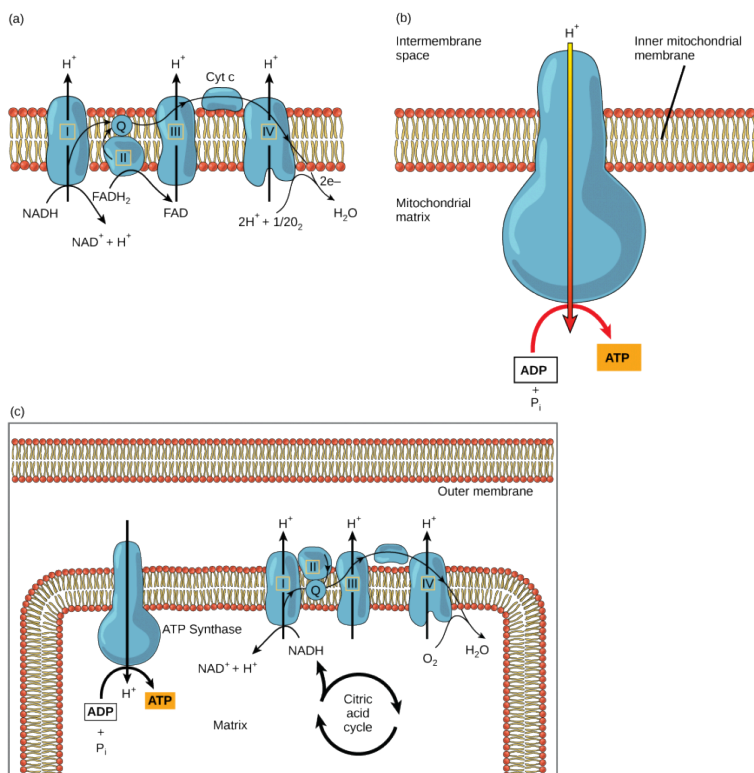 (a)
H⁺ H⁺ H⁺
Cyt c
I Q III IV
II
2e–
NADH FADH₂ FAD 2H⁺ + 1/20₂ H₂O
NAD⁺ + H⁺
(b)
H⁺
Intermembrane
space
Inner mitochondrial
membrane
Mitochondrial
matrix
ADP ATP
+
Pᵢ
(c)
Outer membrane
H⁺ H⁺ H⁺
II
I Q III IV
ATP Synthase
NAD⁺ + H⁺ NADH O₂ H₂O
H⁺
ADP ATP
+
Pᵢ
Matrix
Citric
acid
cycle